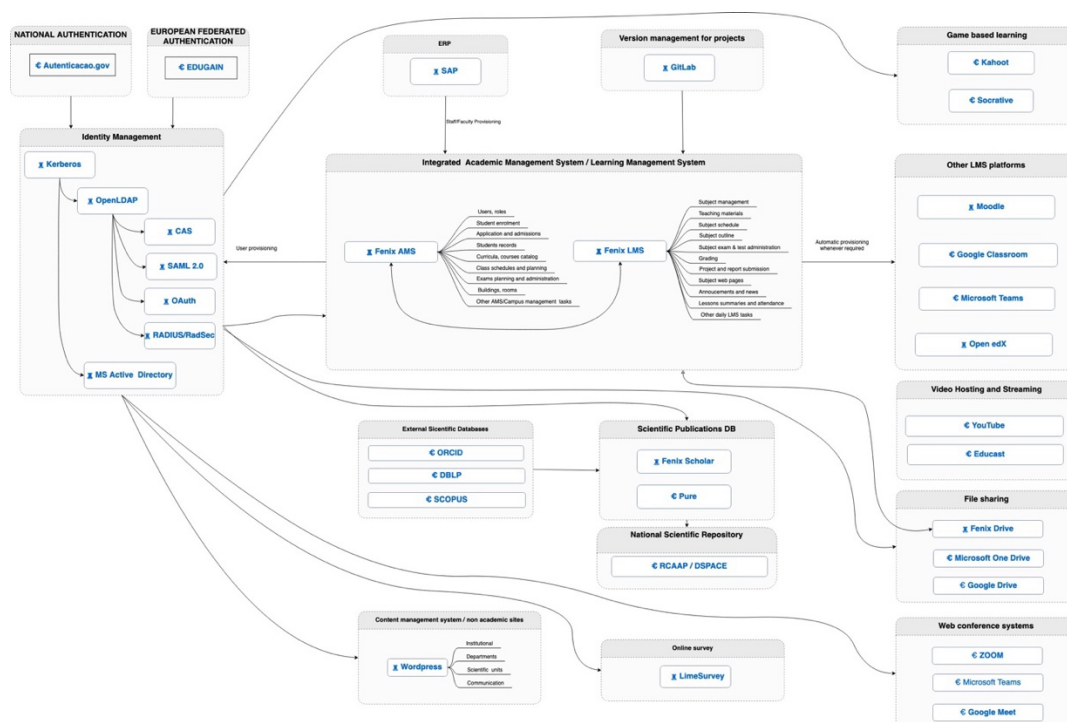 NATIONAL AUTHENTICATION
€ Autenticacao.gov
EUROPEAN FEDERATED
AUTHENTICATION
€ EDUGAIN
ERP
SAP
Version management for projects
GitLab
Game based learning
€ Kahoot
€ Socrative
Staff/Faculty Provisioning
Identity Management
Kerberos
OpenLDAP
CAS
SAML 2.0
OAuth
RADIUS/RadSec
MS Active Directory
User provisioning
Integrated Academic Management System / Learning Management System
Fenix AMS
Users, roles
Student enrolment
Application and admissions
Students records
Curricula, courses catalog
Class schedules and planning
Exams planning and administration
Buildings, rooms
Other AMS/Campus management tasks
Fenix LMS
Subject management
Teaching materials
Subject schedule
Subject outline
Subject exam & test administration
Grading
Project and report submission
Subject web pages
Annoucements and news
Lessons summaries and attendance
Other daily LMS tasks
Automatic provisioning
whenever required
Other LMS platforms
Moodle
€ Google Classroom
€ Microsoft Teams
Open edX
Video Hosting and Streaming
€ YouTube
€ Educast
External Sicentific Databases
€ ORCID
€ DBLP
€ SCOPUS
Scientific Publications DB
Fenix Scholar
€ Pure
National Scientific Repository
€ RCAAP / DSPACE
File sharing
Fenix Drive
€ Microsoft One Drive
€ Google Drive
Content management system / non academic sites
Wordpress
Institutional
Departments
Scientific units
Communication
Online survey
LimeSurvey
Web conference systems
€ ZOOM
€ Microsoft Teams
€ Google Meet